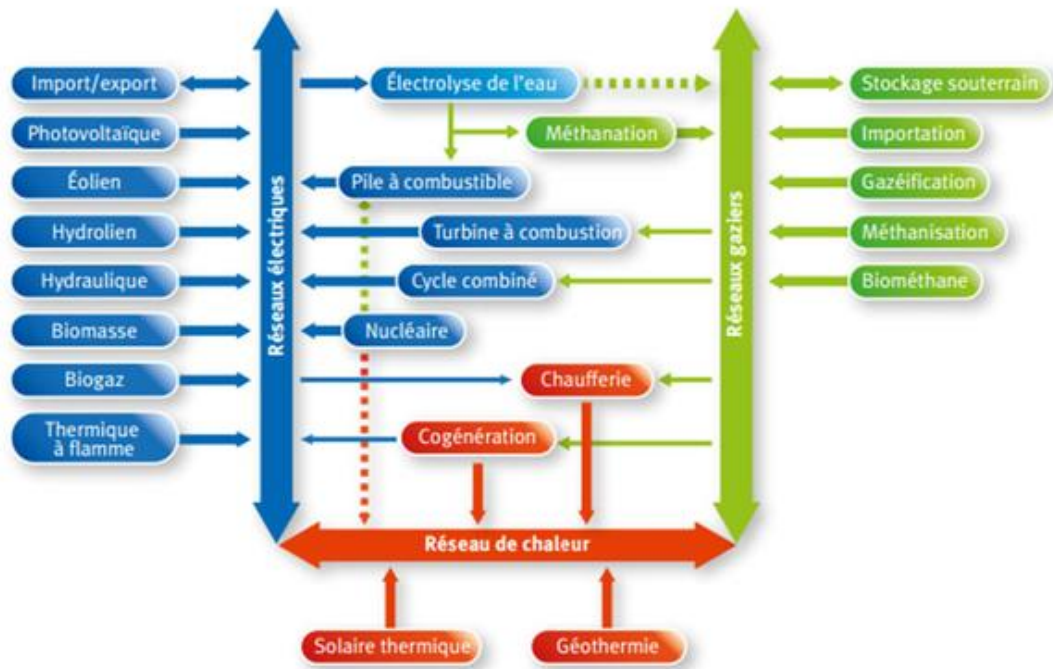 Import/export
Photovoltaïque
Éolien
Hydrolien
Hydraulique
Biomasse
Biogaz
Thermique
à flamme
Réseaux électriques
Électrolyse de l'eau
Méthanation
Pile à combustible
Turbine à combustion
Cycle combiné
Nucléaire
Chaufferie
Cogénération
Réseaux gaziers
Stockage souterrain
Importation
Gazéification
Méthanisation
Biométhane
Réseau de chaleur
Solaire thermique
Géothermie